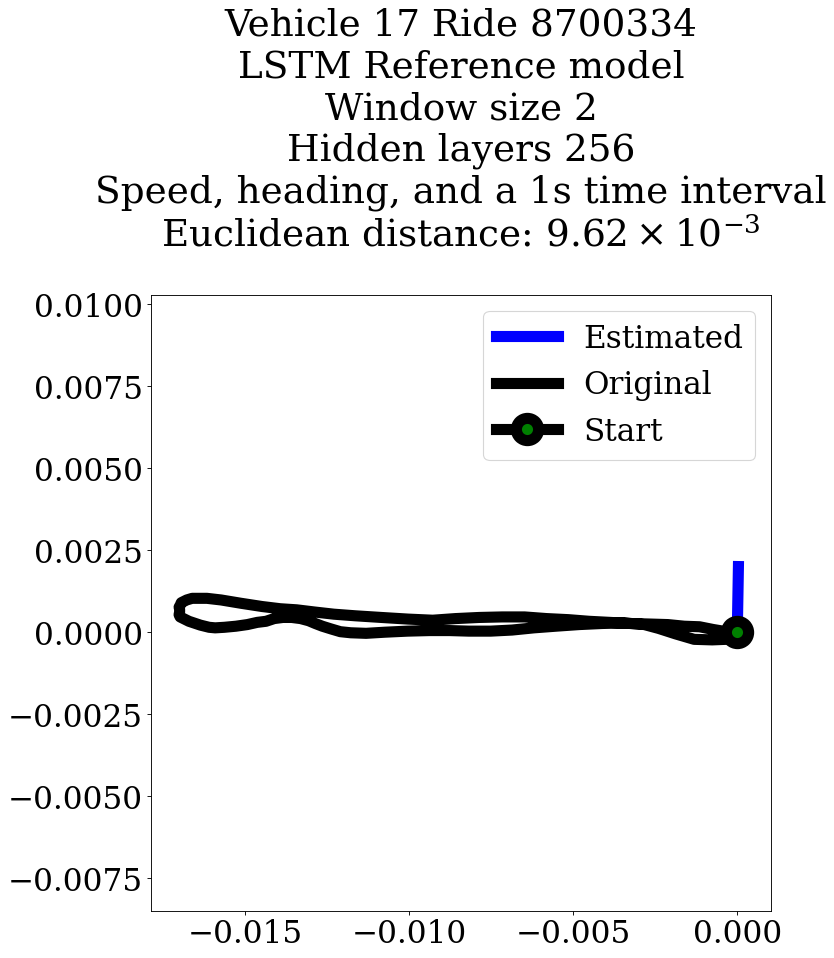 Vehicle 17 Ride 8700334
LSTM Reference model
Window size 2
Hidden layers 256
Speed, heading, and a 1s time interval
Euclidean distance: 9.62 × 10⁻³
Estimated
Original
Start
0.0100
0.0075
0.0050
0.0025
0.0000
−0.0025
−0.0050
−0.0075
−0.015 −0.010 −0.005 0.000